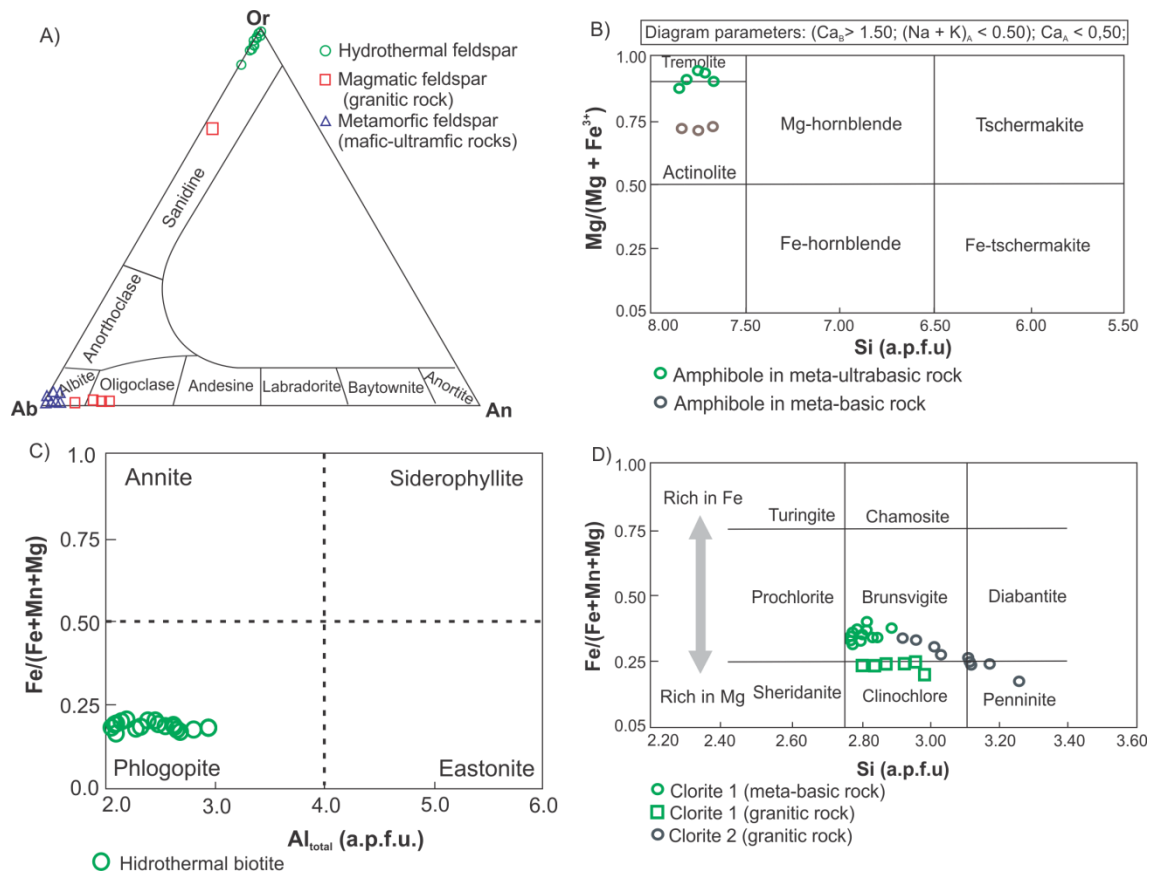 A)
Or
Hydrothermal feldspar
Magmatic feldspar
(granitic rock)
Metamorfic feldspar
(mafic-ultramfic rocks)
Sanidine
Anorthoclase
Albite
Oligoclase
Andesine
Labradorite
Baytownite
Anortite
Ab
An
B)
Diagram parameters: (Ca_B> 1.50; (Na + K)_A < 0.50); Ca_A < 0,50;
Mg/(Mg + Fe³⁺)
1.00
0.75
0.50
0.25
0.05
Tremolite
Actinolite
Mg-hornblende
Tschermakite
Fe-hornblende
Fe-tschermakite
8.00 7.50 7.00 6.50 6.00 5.50
Si (a.p.f.u)
Amphibole in meta-ultrabasic rock
Amphibole in meta-basic rock
C)
Fe/(Fe+Mn+Mg)
1.0
0.75
0.50
0.25
0.0
Annite
Siderophyllite
Phlogopite
Eastonite
2.0 3.0 4.0 5.0 6.0
Al_total (a.p.f.u.)
Hidrothermal biotite
D)
Fe/(Fe+Mn+Mg)
1.00
0.75
0.50
0.25
0.05
Rich in Fe
Rich in Mg
Turingite
Chamosite
Prochlorite
Brunsvigite
Diabantite
Sheridanite
Clinochlore
Penninite
2.20 2.40 2.80 3.00 3.20 3.60
Si (a.p.f.u)
Clorite 1 (meta-basic rock)
Clorite 1 (granitic rock)
Clorite 2 (granitic rock)